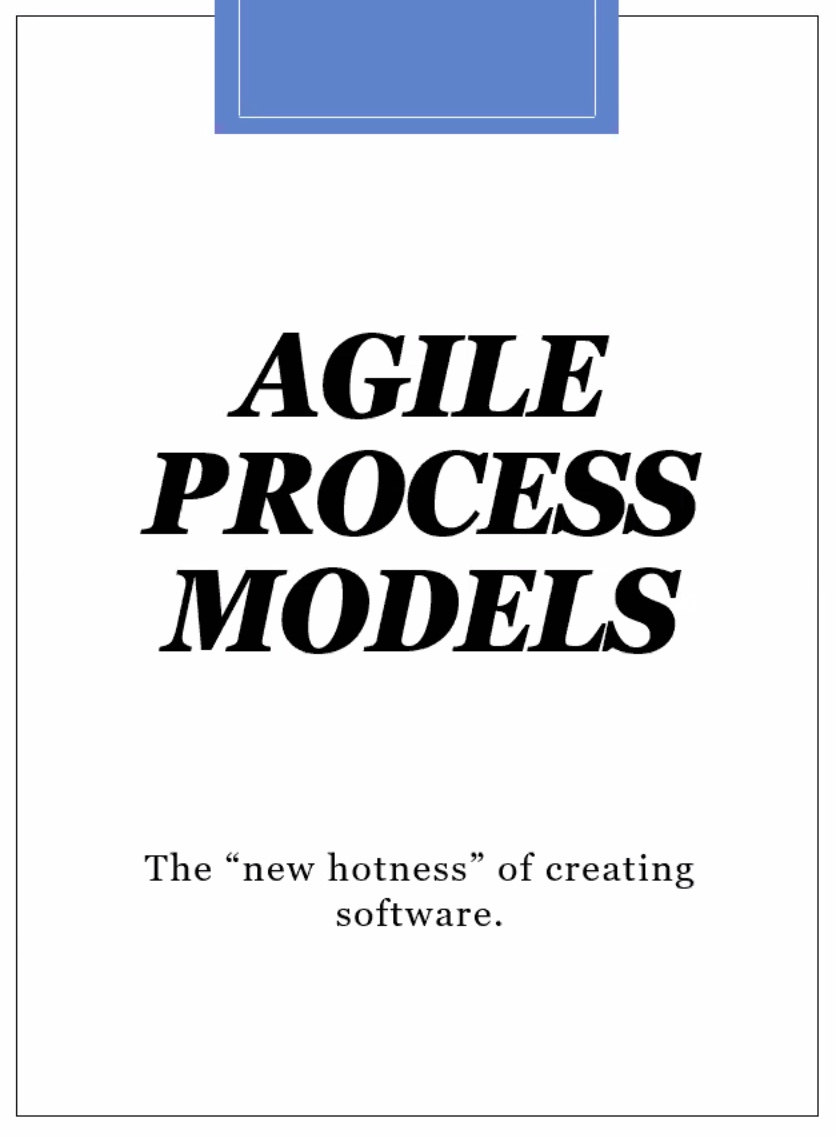 AGILE
PROCESS
MODELS
The “new hotness” of creating
software.